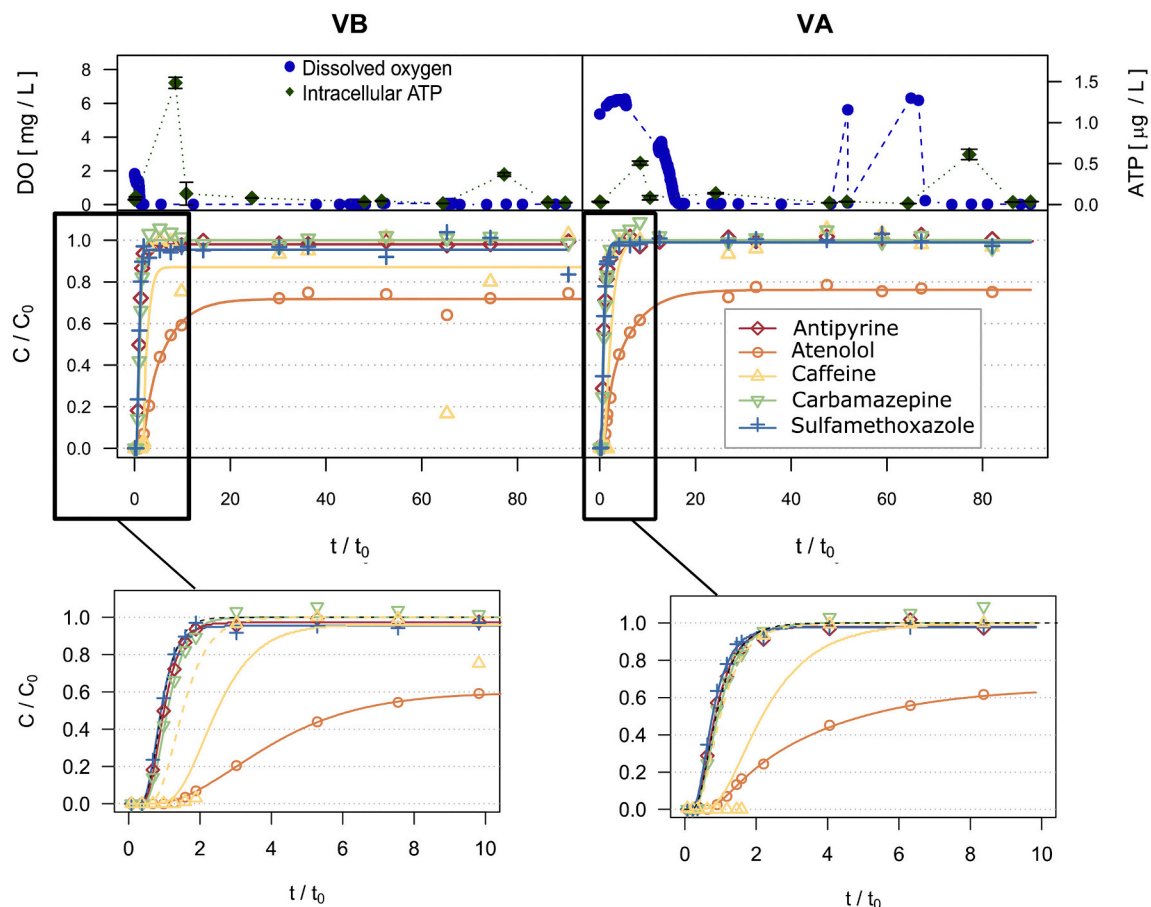 VB VA
DO [ mg / L ]
8
6
4
2
0
Dissolved oxygen
Intracellular ATP
1.5
1.0
0.5
0.0
ATP [ µg / L ]
C / C0
1.0
0.8
0.6
0.4
0.2
0.0
Antipyrine
Atenolol
Caffeine
Carbamazepine
Sulfamethoxazole
0 20 40 60 80 0 20 40 60 80
t / t0 t / t0
C / C0
1.0
0.8
0.6
0.4
0.2
0.0
0 2 4 6 8 10
t / t0
1.0
0.8
0.6
0.4
0.2
0.0
0 2 4 6 8 10
t / t0